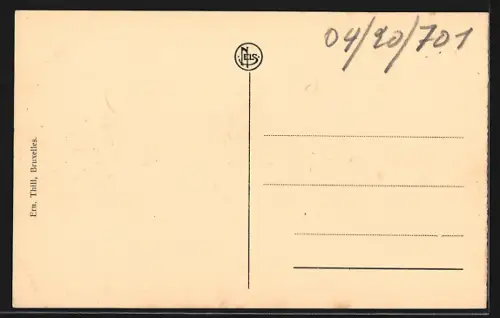 04/20/701
NELS
Ern. Thill, Bruxelles.